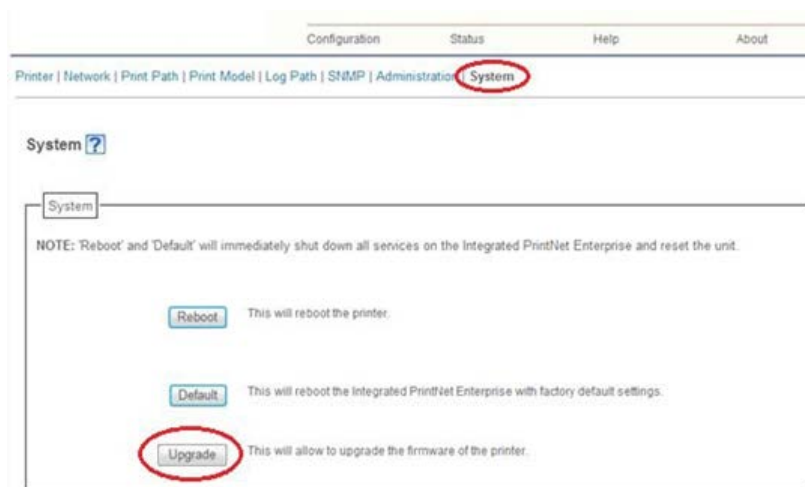 Configuration Status Help About
Printer | Network | Print Path | Print Model | Log Path | SNMP | Administration | System
System ?
System
NOTE: 'Reboot' and 'Default' will immediately shut down all services on the Integrated PrintNet Enterprise and reset the unit.
Reboot This will reboot the printer.
Default This will reboot the Integrated PrintNet Enterprise with factory default settings.
Upgrade This will allow to upgrade the firmware of the printer.